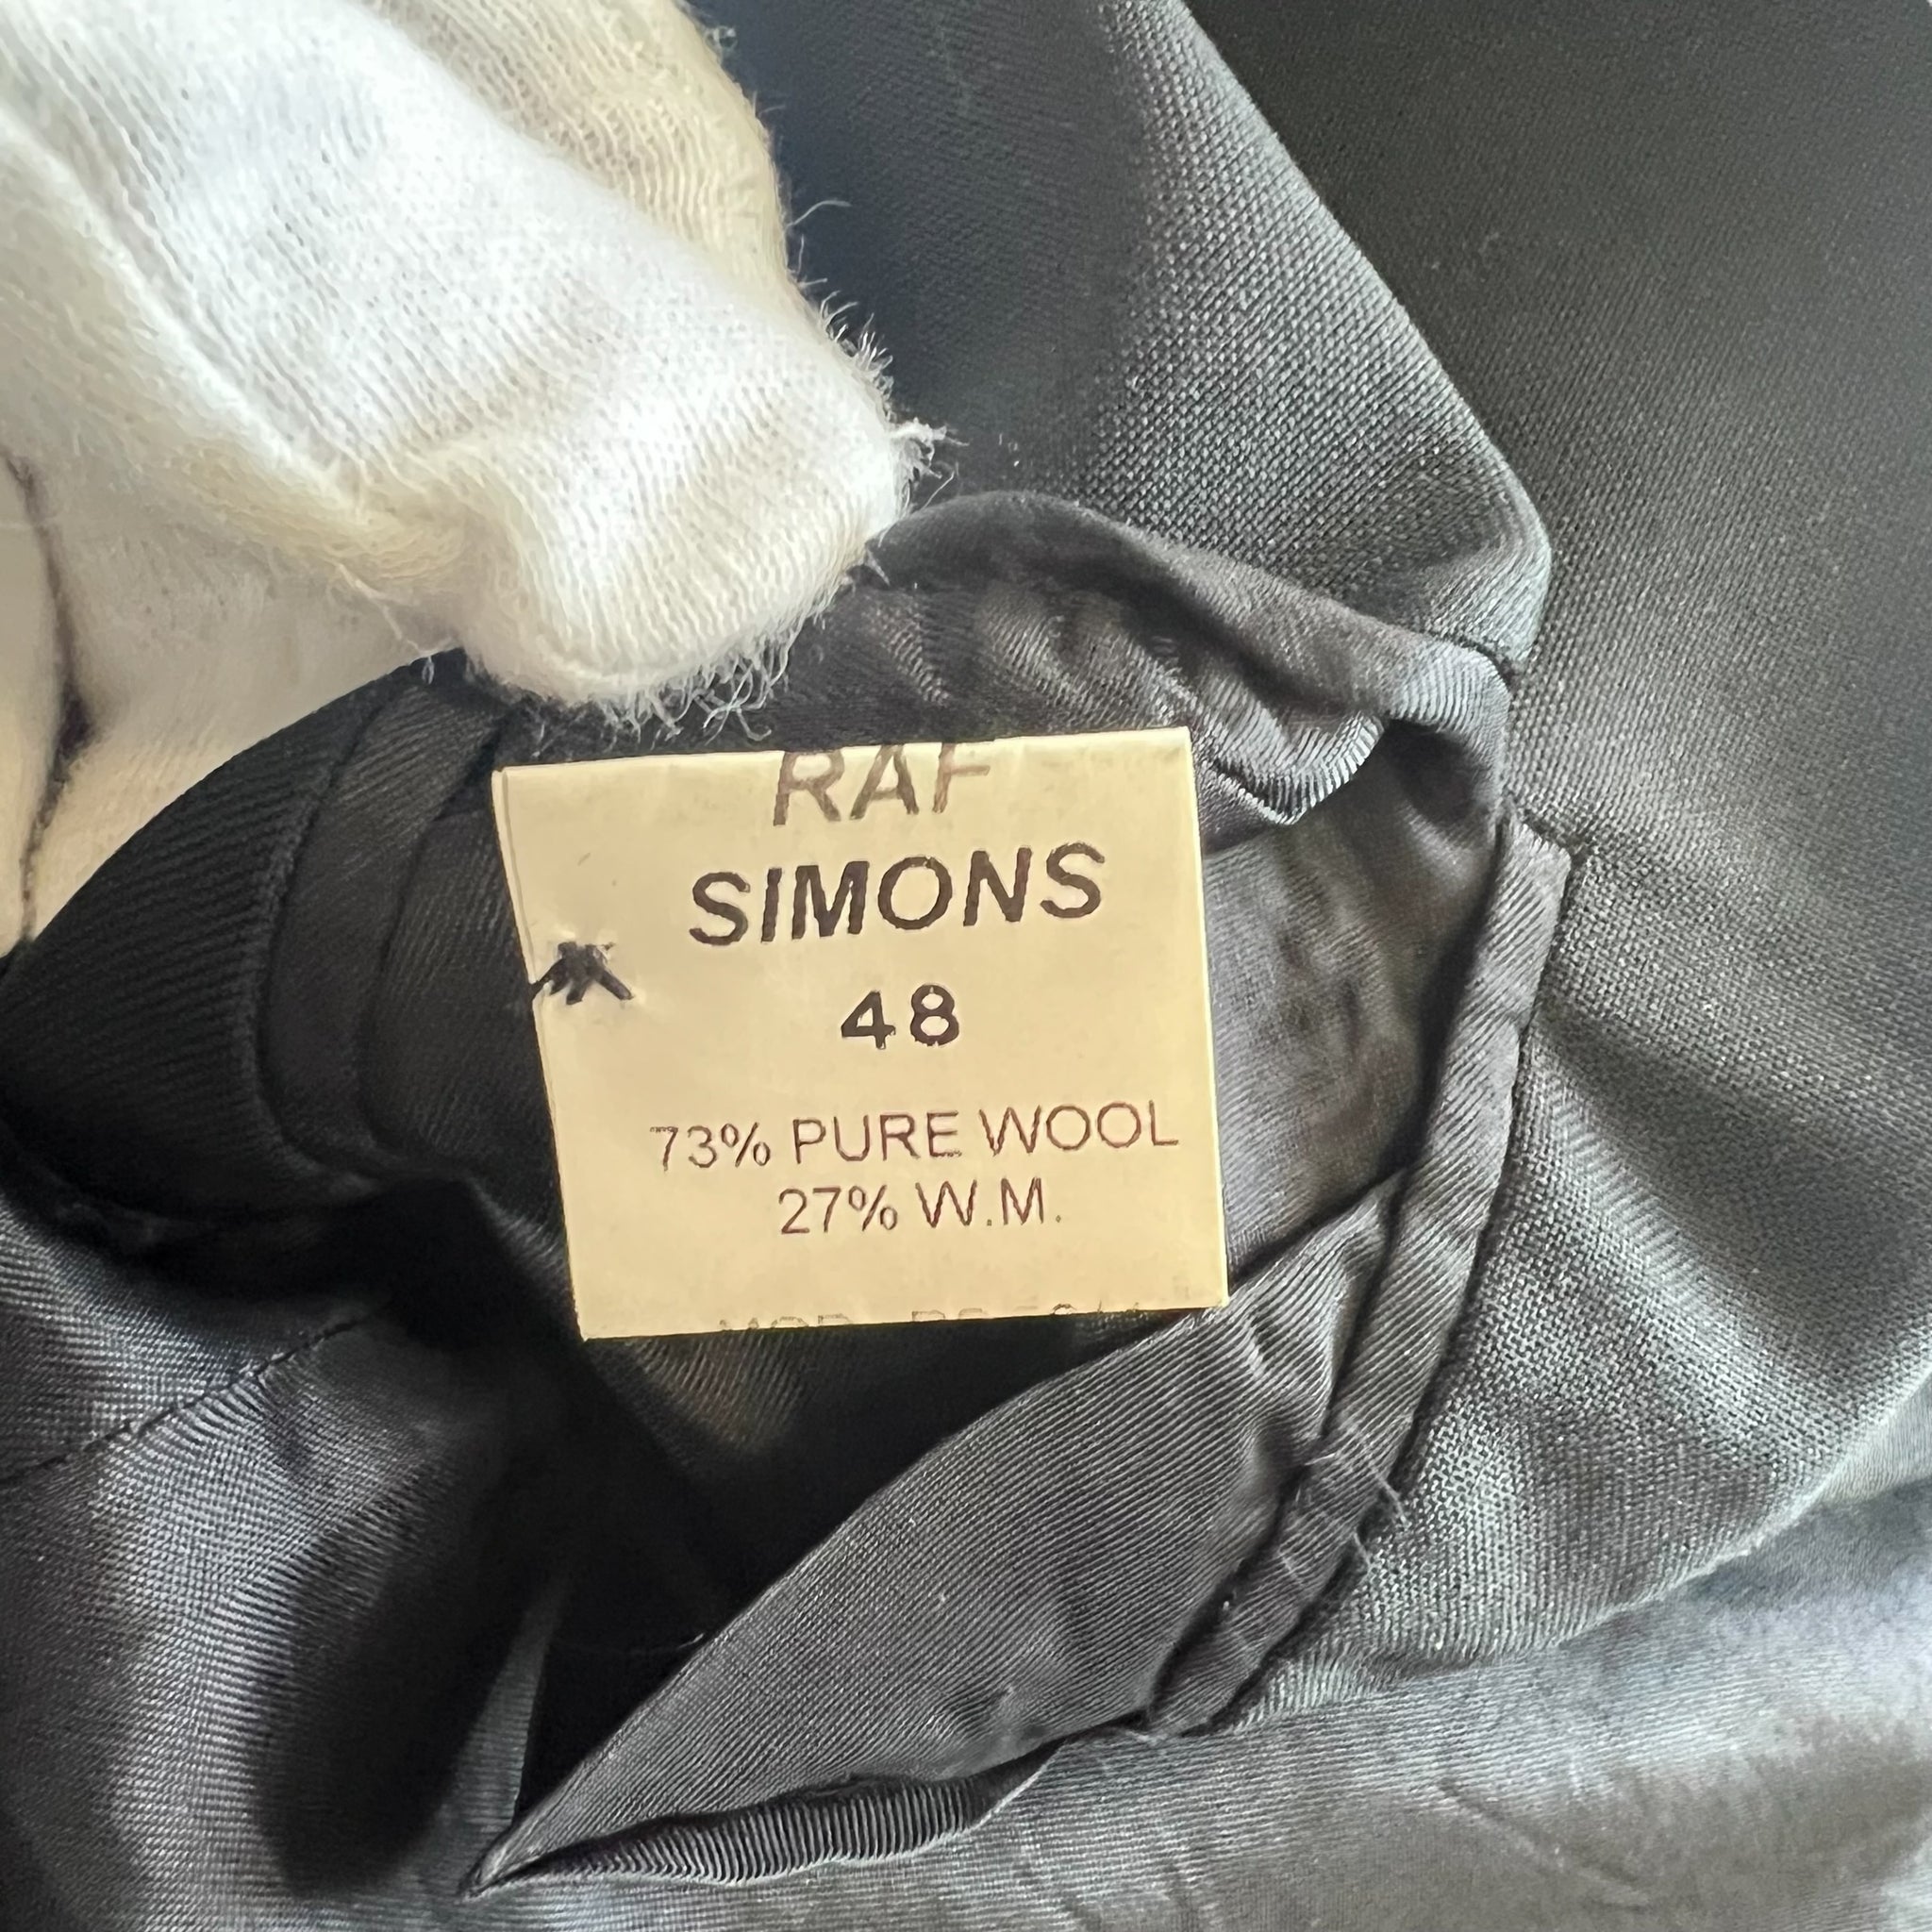 RAF
SIMONS
48
73% PURE WOOL
27% W.M.